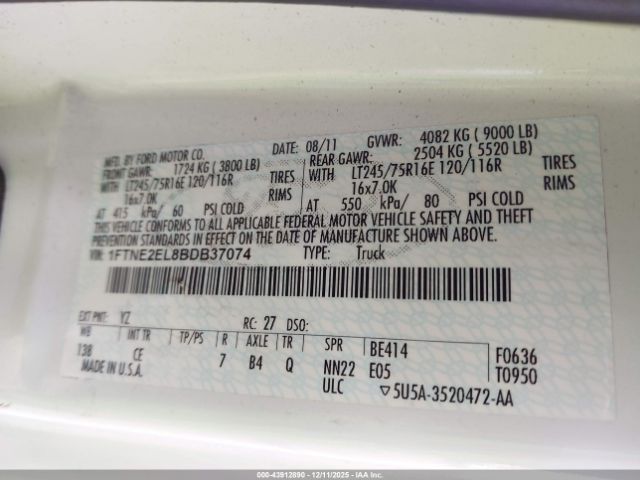 MFD. BY FORD MOTOR CO. DATE: 08/11 GVWR: 4082 KG ( 9000 LB)
FRONT GAWR: 1724 KG ( 3800 LB) REAR GAWR: 2504 KG ( 5520 LB)
WITH LT245/75R16E 120/116R TIRES WITH LT245/75R16E 120/116R TIRES
16x7.0K RIMS 16x7.0K RIMS
AT 415 kPa/ 60 PSI COLD AT 550 kPa/ 80 PSI COLD
THIS VEHICLE CONFORMS TO ALL APPLICABLE FEDERAL MOTOR VEHICLE SAFETY AND THEFT
PREVENTION STANDARDS IN EFFECT ON THE DATE OF MANUFACTURE SHOWN ABOVE.
VIN: 1FTNE2EL8BDB37074 TYPE: Truck
EXT PNT: YZ RC: 27 DSO:
WB INT TR TP/PS R AXLE TR SPR BE414 F0636
138 CE 7 B4 Q NN22 E05 T0950
MADE IN U.S.A. ULC ▽5U5A-3520472-AA
000-43912890 - 12/11/2025 - IAA Inc.